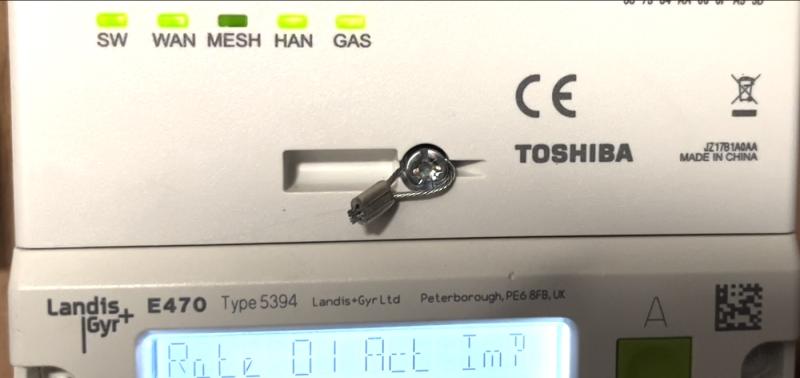 SW WAN MESH HAN GAS
CE
TOSHIBA
JZ17B1A0AA
MADE IN CHINA
Landis+Gyr+ E470 Type 5394 Landis+Gyr Ltd Peterborough, PE6 8FB, UK
A
Rate 01 Act Imp